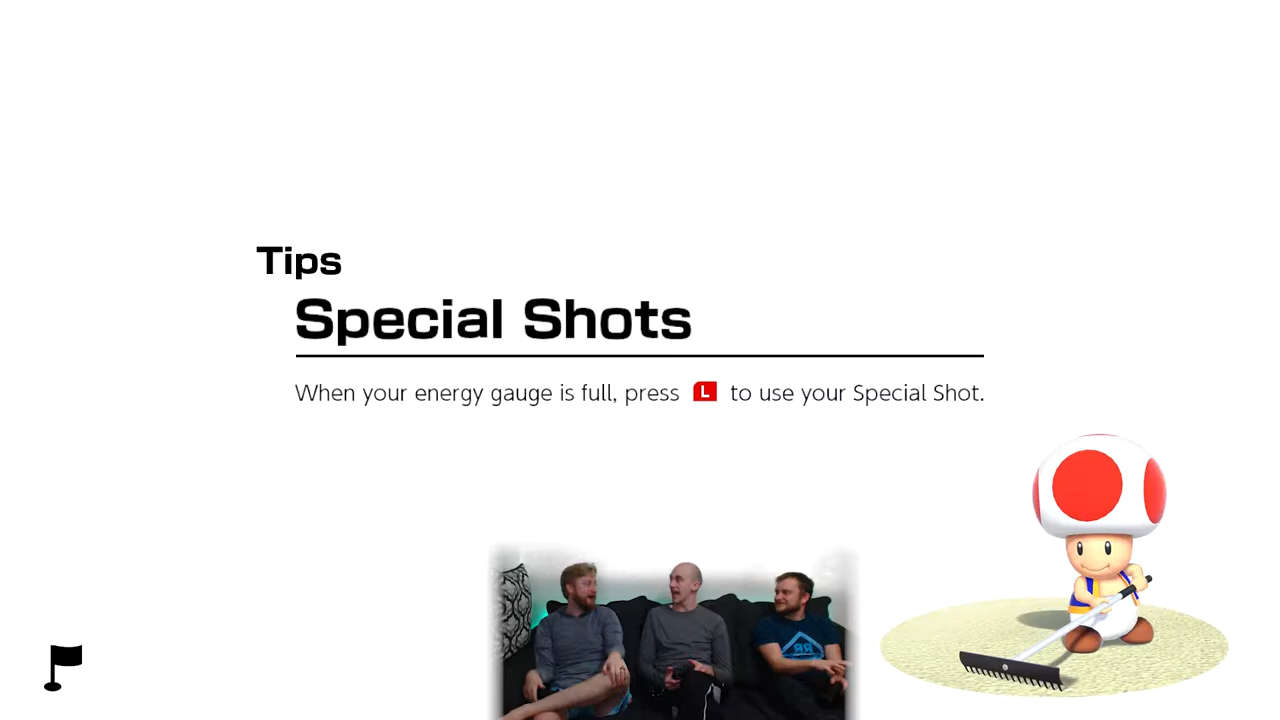 Tips
Special Shots
When your energy gauge is full, press L to use your Special Shot.